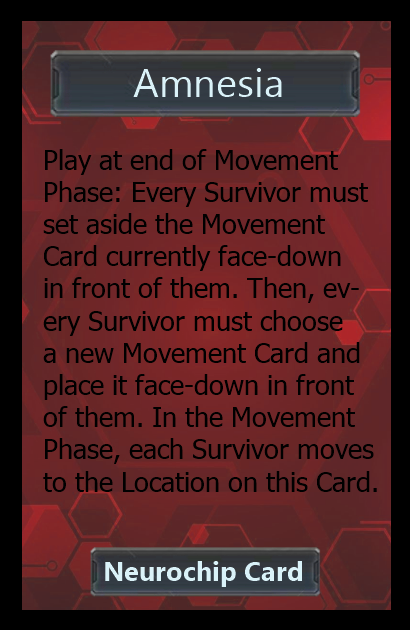 Amnesia
Play at end of Movement
Phase: Every Survivor must
set aside the Movement
Card currently face-down
in front of them. Then, ev-
ery Survivor must choose
a new Movement Card and
place it face-down in front
of them. In the Movement
Phase, each Survivor moves
to the Location on this Card.
Neurochip Card